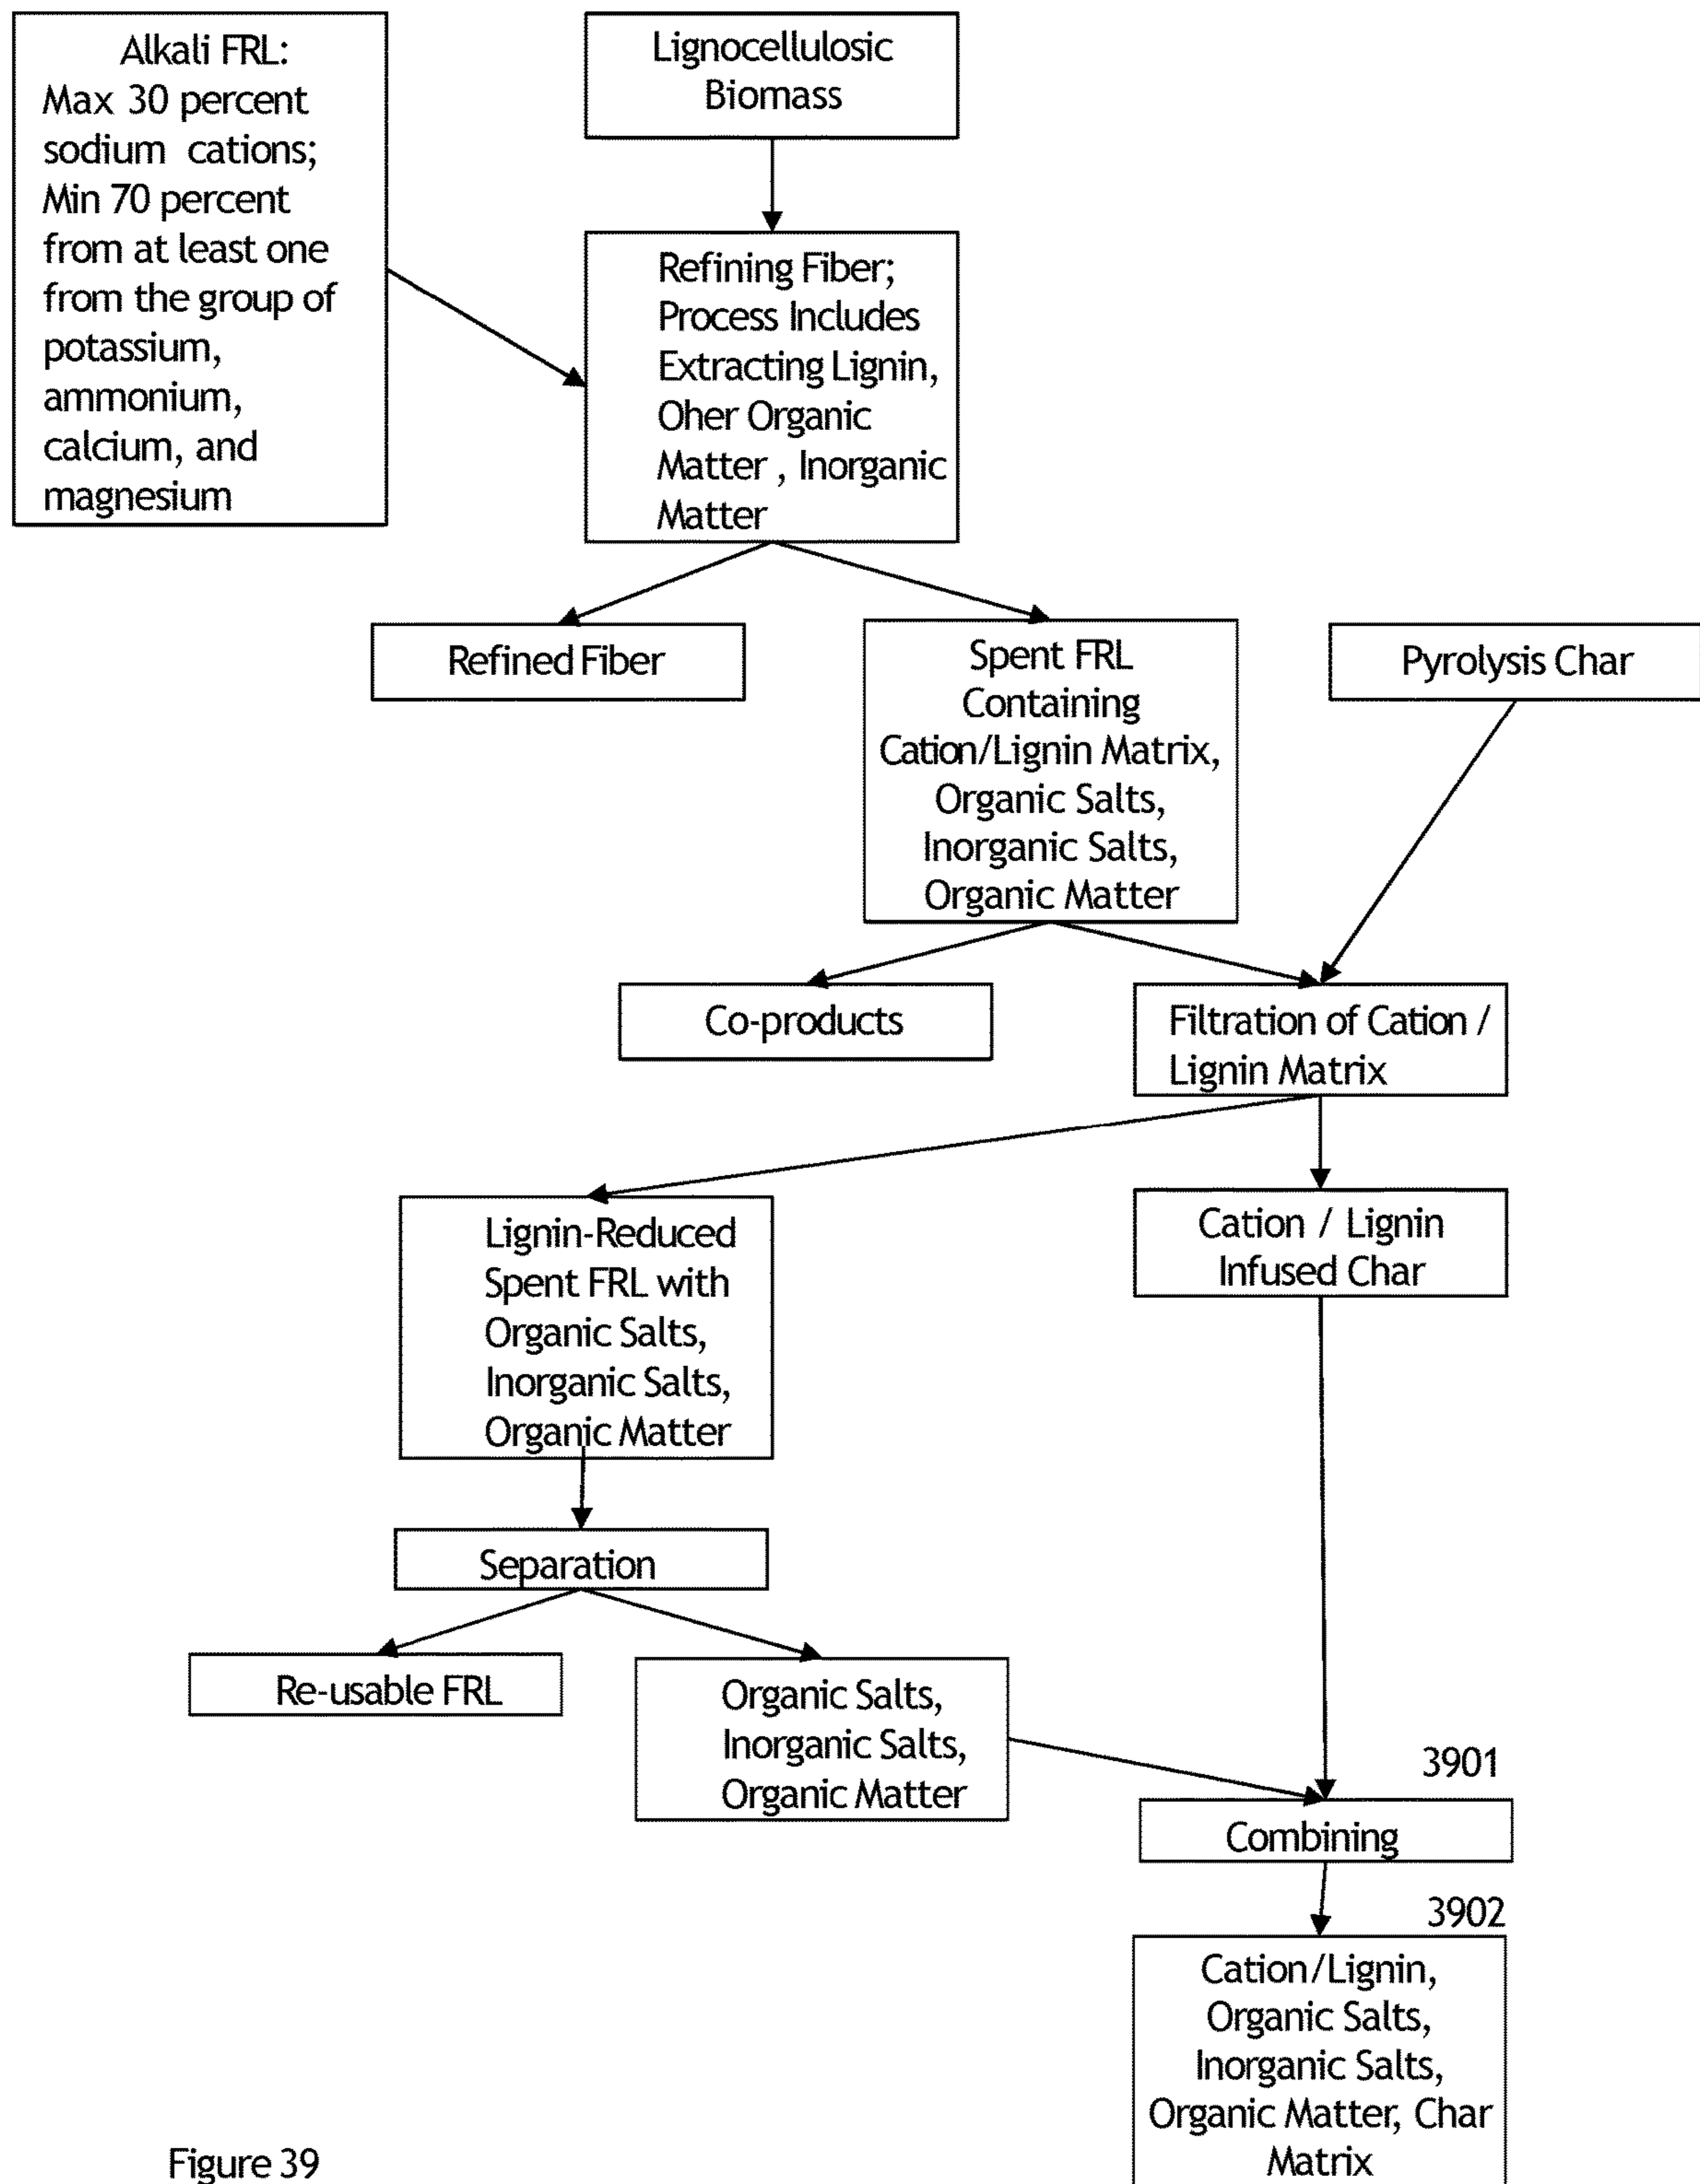 Alkali FRL:
Max 30 percent
sodium cations;
Min 70 percent
from at least one
from the group of
potassium,
ammonium,
calcium, and
magnesium
Lignocellulosic
Biomass
Refining Fiber;
Process Includes
Extracting Lignin,
Oher Organic
Matter , Inorganic
Matter
Refined Fiber
Spent FRL
Containing
Cation/Lignin Matrix,
Organic Salts,
Inorganic Salts,
Organic Matter
Pyrolysis Char
Co-products
Filtration of Cation /
Lignin Matrix
Lignin-Reduced
Spent FRL with
Organic Salts,
Inorganic Salts,
Organic Matter
Cation / Lignin
Infused Char
Separation
Re-usable FRL
Organic Salts,
Inorganic Salts,
Organic Matter
3901
Combining
3902
Cation/Lignin,
Organic Salts,
Inorganic Salts,
Organic Matter, Char
Matrix
Figure 39